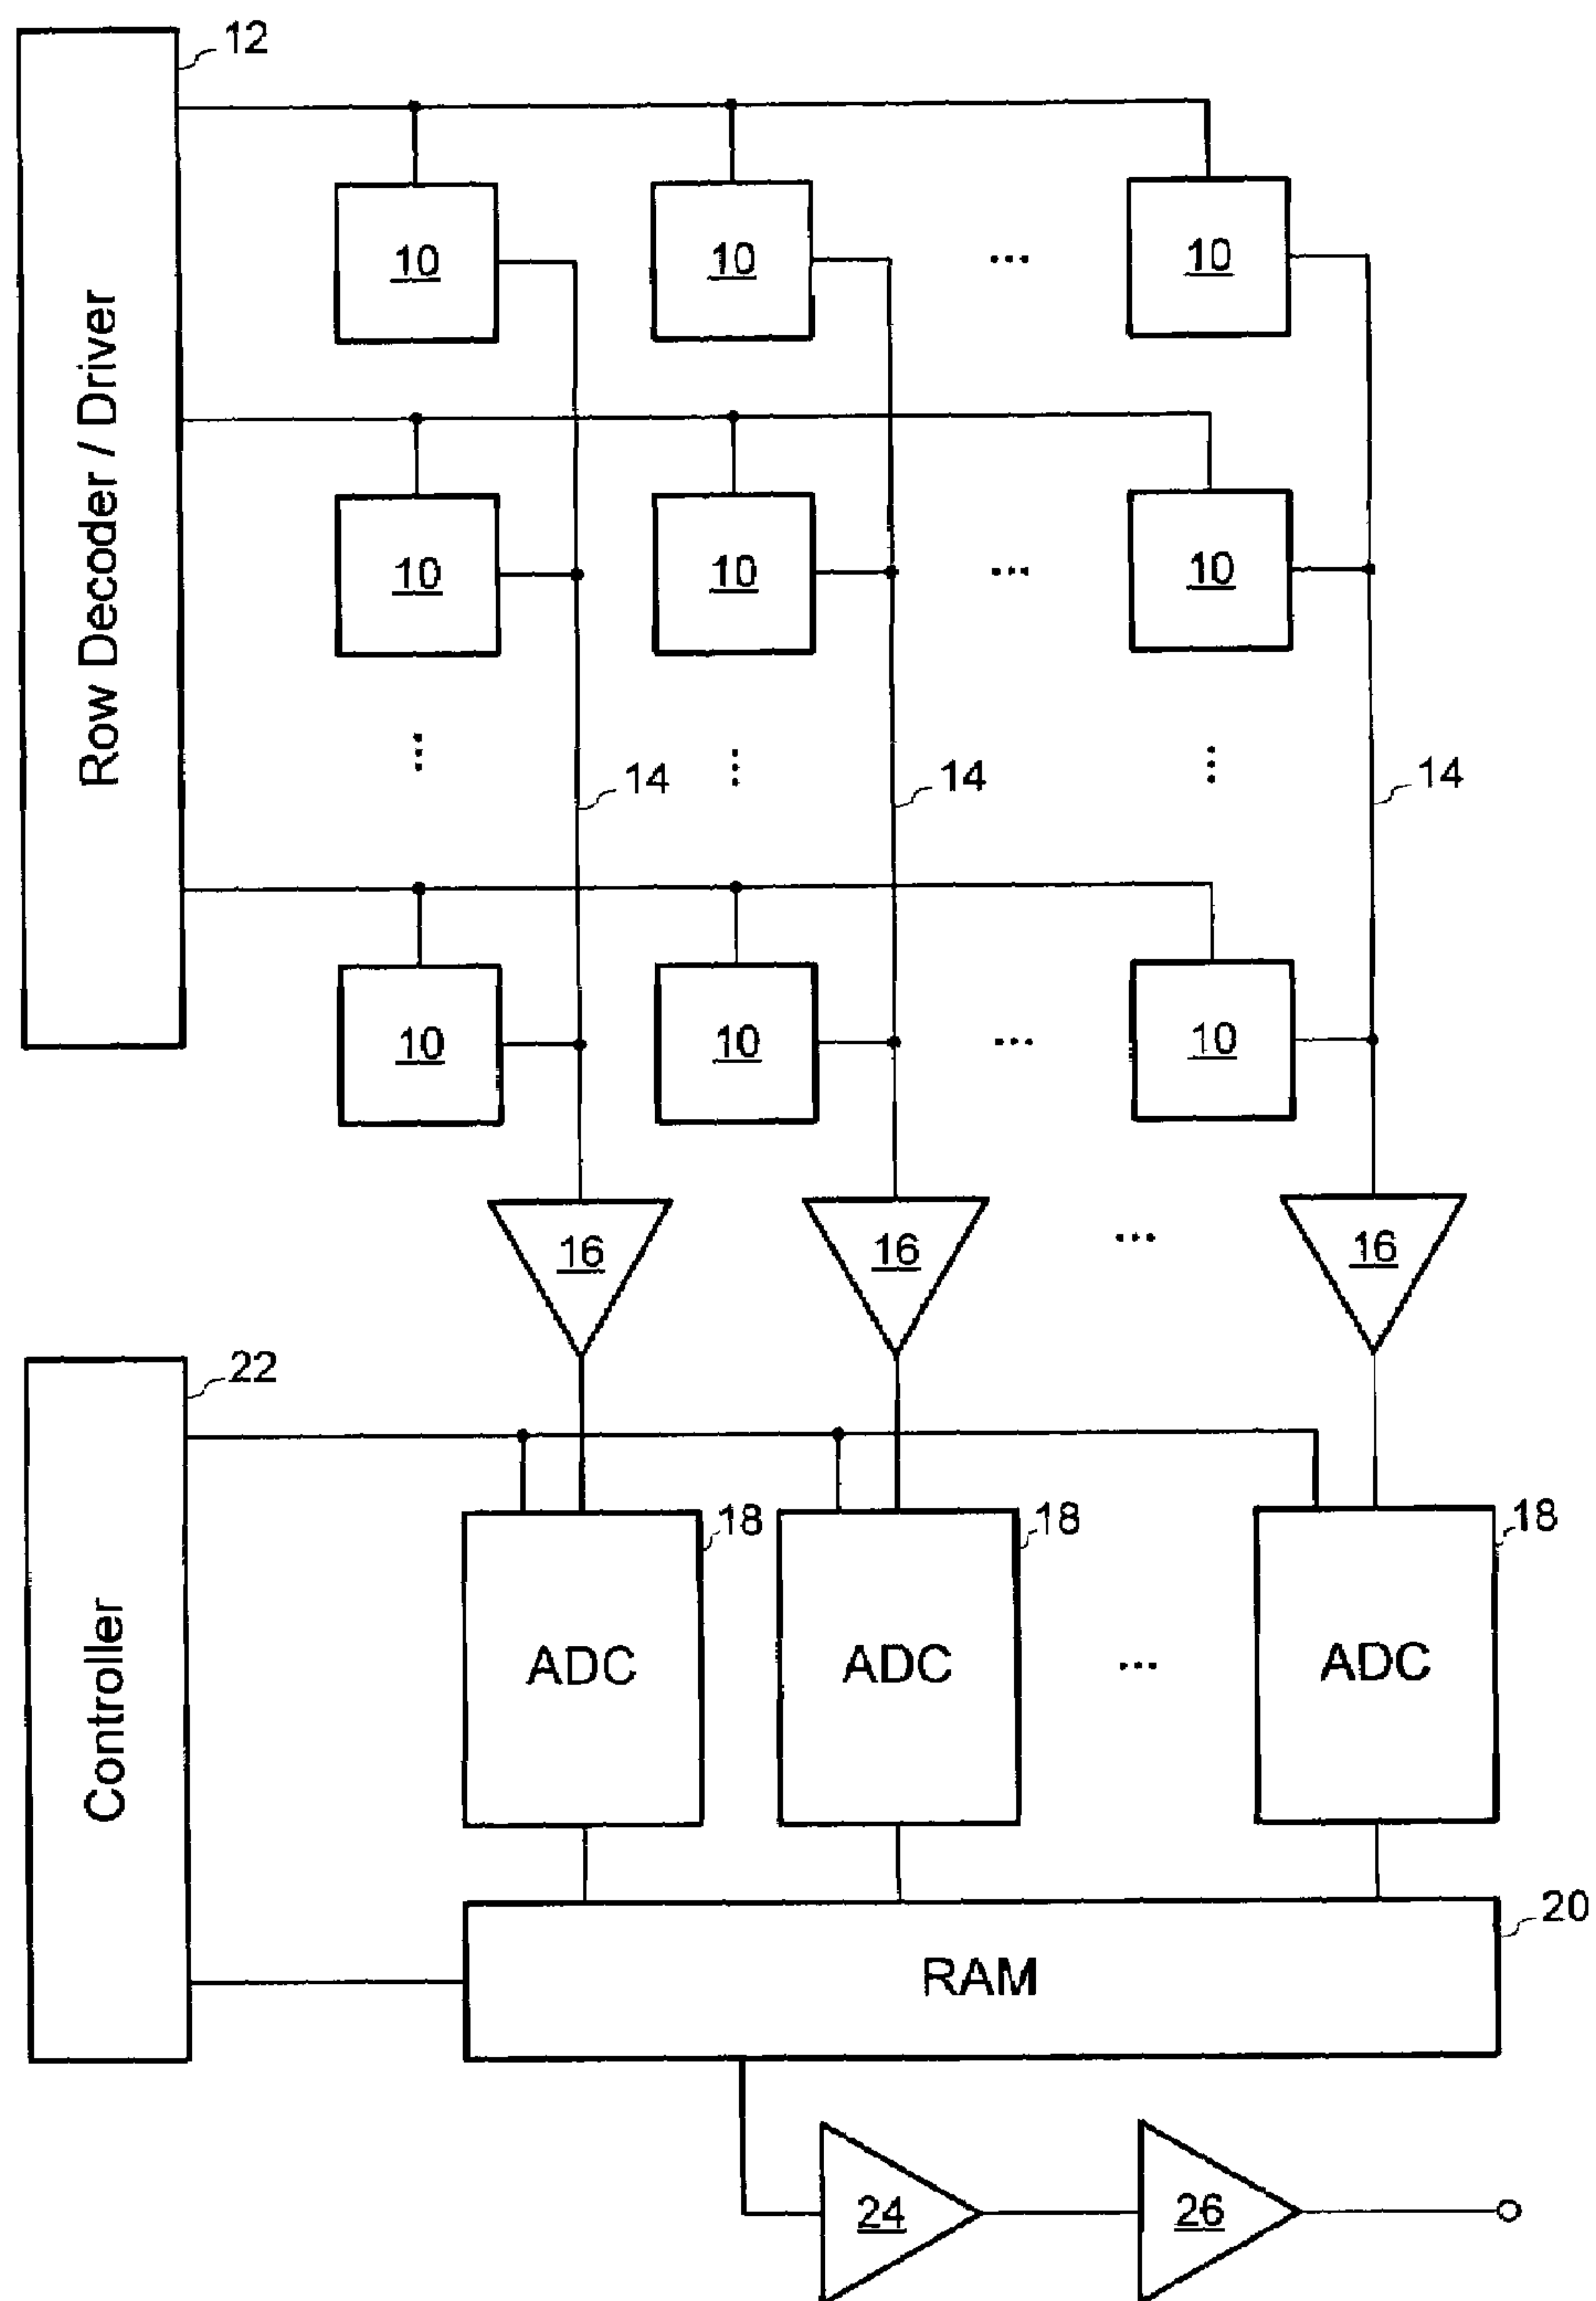 12
10 10 ... 10
Row Decoder / Driver
10 10 ... 10
14 14 14
10 10 ... 10
16 16 ... 16
22
18 18 18
Controller
ADC ADC ... ADC
20
RAM
24 26